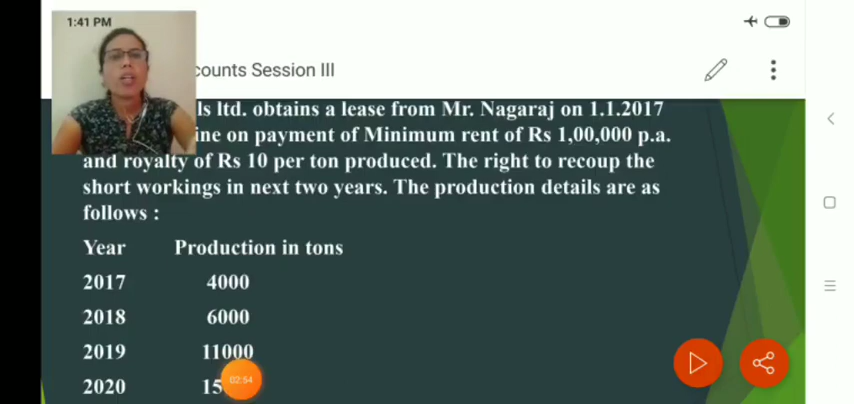 1:41 PM
counts Session III
ls ltd. obtains a lease from Mr. Nagaraj on 1.1.2017
ine on payment of Minimum rent of Rs 1,00,000 p.a.
and royalty of Rs 10 per ton produced. The right to recoup the
short workings in next two years. The production details are as
follows :
Year Production in tons
2017 4000
2018 6000
2019 11000
2020 15
02:54